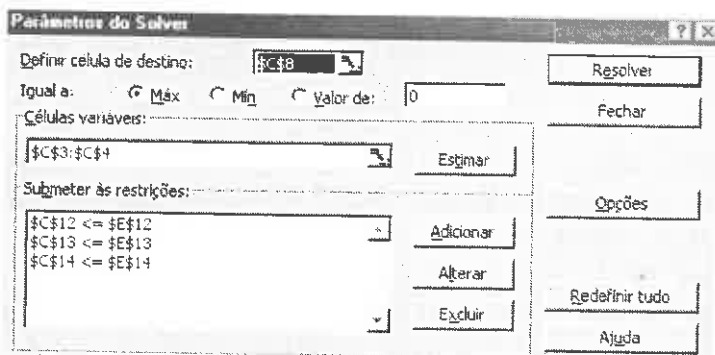 Parâmetros do Solver
Definir célula de destino: $C$8 Resolver
Igual a: Máx Mín Valor de: 0 Fechar
Células variáveis:
$C$3:$C$4 Estimar
Submeter às restrições: Opções
$C$12 <= $E$12 Adicionar
$C$13 <= $E$13
$C$14 <= $E$14 Alterar
Redefinir tudo
Excluir
Ajuda